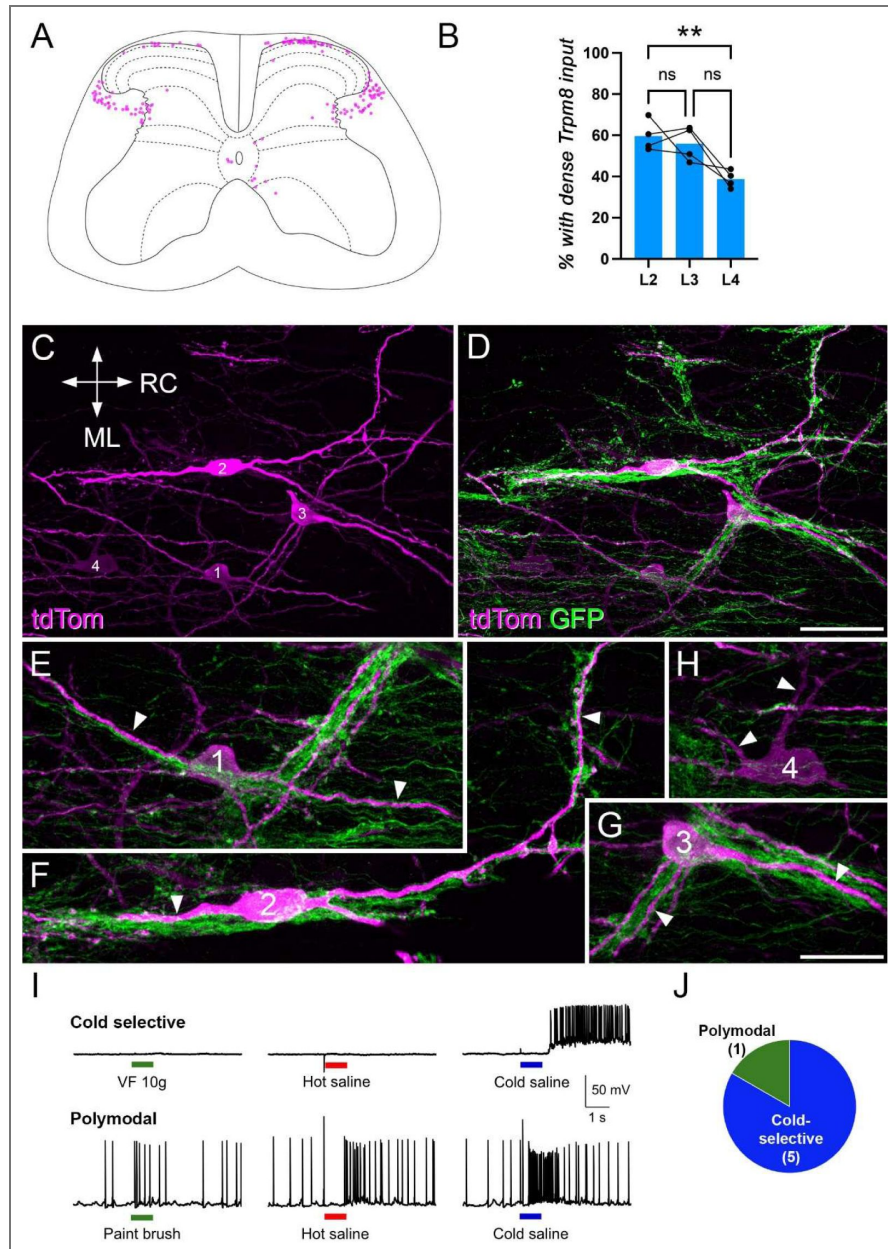 A
B
**
ns
ns
% with dense Trpm8 input
100
80
60
40
20
0
L2 L3 L4
C
RC
ML
2
3
4
1
tdTom
D
tdTom GFP
E
1
H
4
G
3
F
2
I
Cold selective
VF 10g
Hot saline
Cold saline
50 mV
1 s
Polymodal
Paint brush
Hot saline
Cold saline
J
Polymodal
(1)
Cold-
selective
(5)